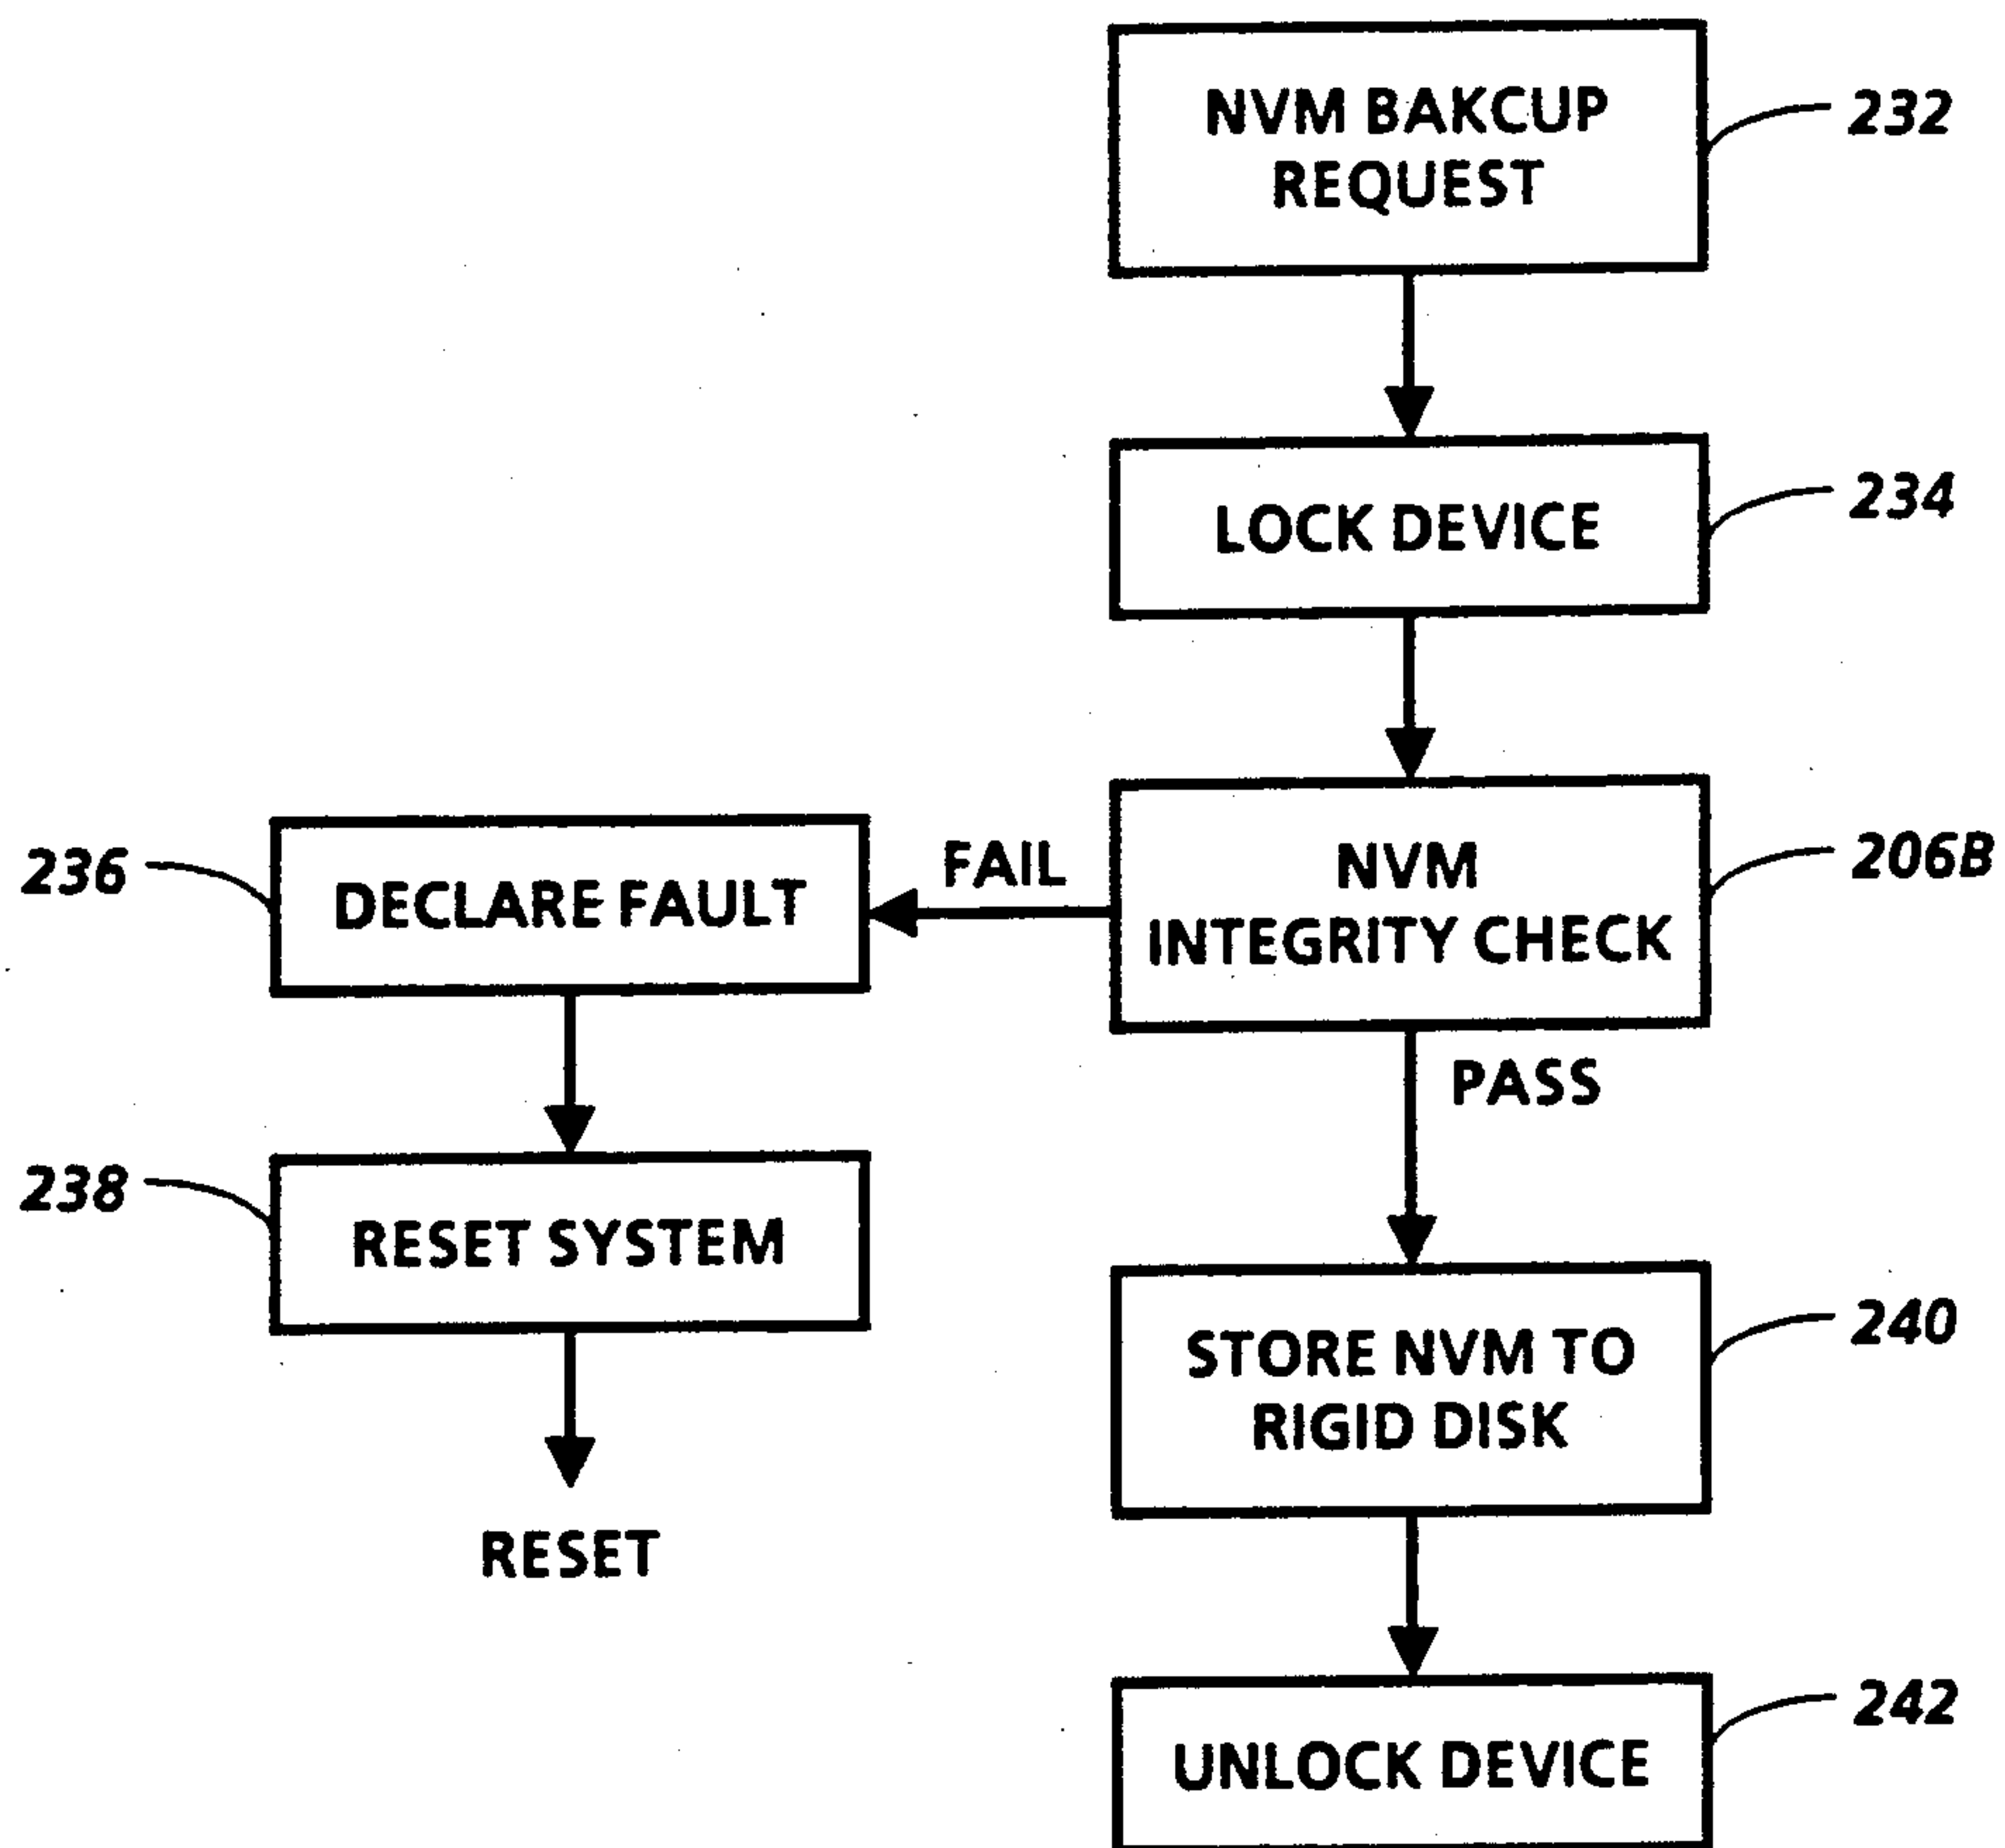 NVM BAKCUP
REQUEST
232
LOCK DEVICE
234
NVM
INTEGRITY CHECK
206B
FAIL
236
DECLARE FAULT
PASS
238
RESET SYSTEM
STORE NVM TO
RIGID DISK
240
RESET
UNLOCK DEVICE
242